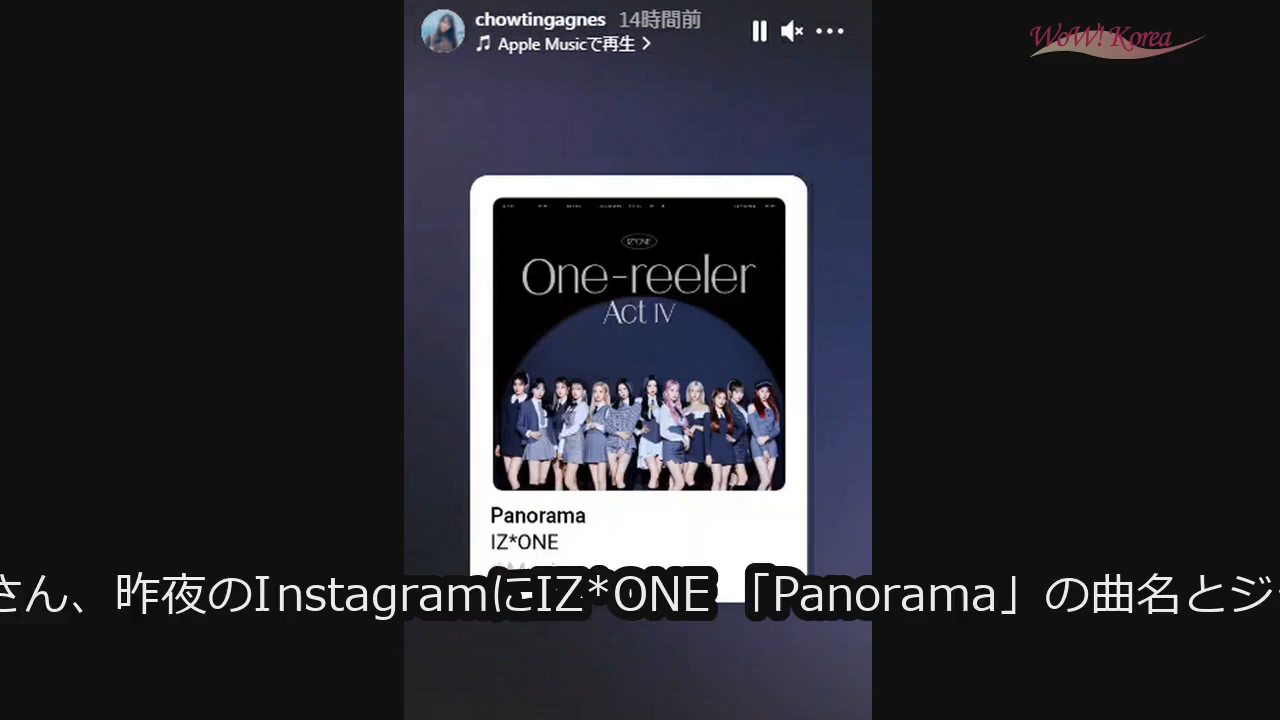 chowtingagnes 14時間前
Apple Musicで再生
WoW! Korea
IZ*ONE
One-reeler
Act IV
Panorama
IZ*ONE
さん、昨夜のInstagramにIZ*ONE 「Panorama」の曲名とジ